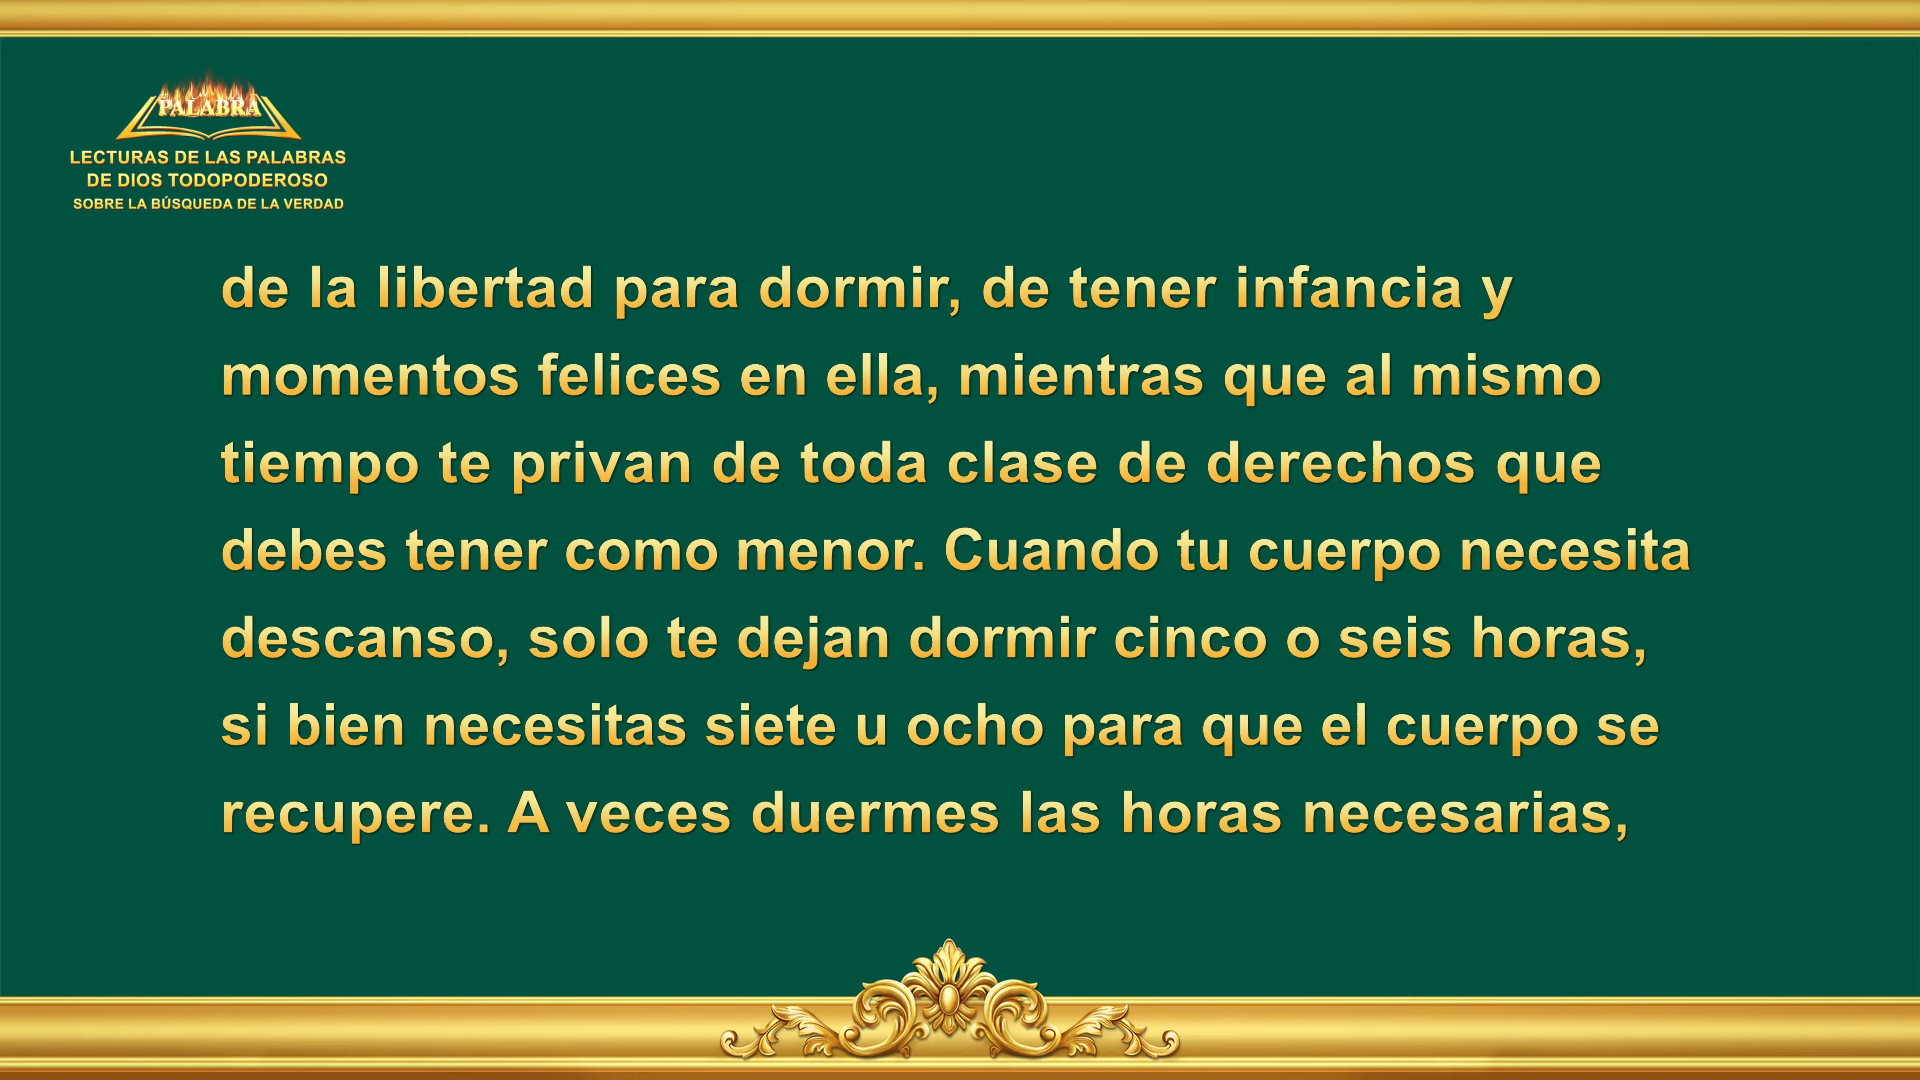 PALABRA
LECTURAS DE LAS PALABRAS
DE DIOS TODOPODEROSO
SOBRE LA BÚSQUEDA DE LA VERDAD
de la libertad para dormir, de tener infancia y
momentos felices en ella, mientras que al mismo
tiempo te privan de toda clase de derechos que
debes tener como menor. Cuando tu cuerpo necesita
descanso, solo te dejan dormir cinco o seis horas,
si bien necesitas siete u ocho para que el cuerpo se
recupere. A veces duermes las horas necesarias,